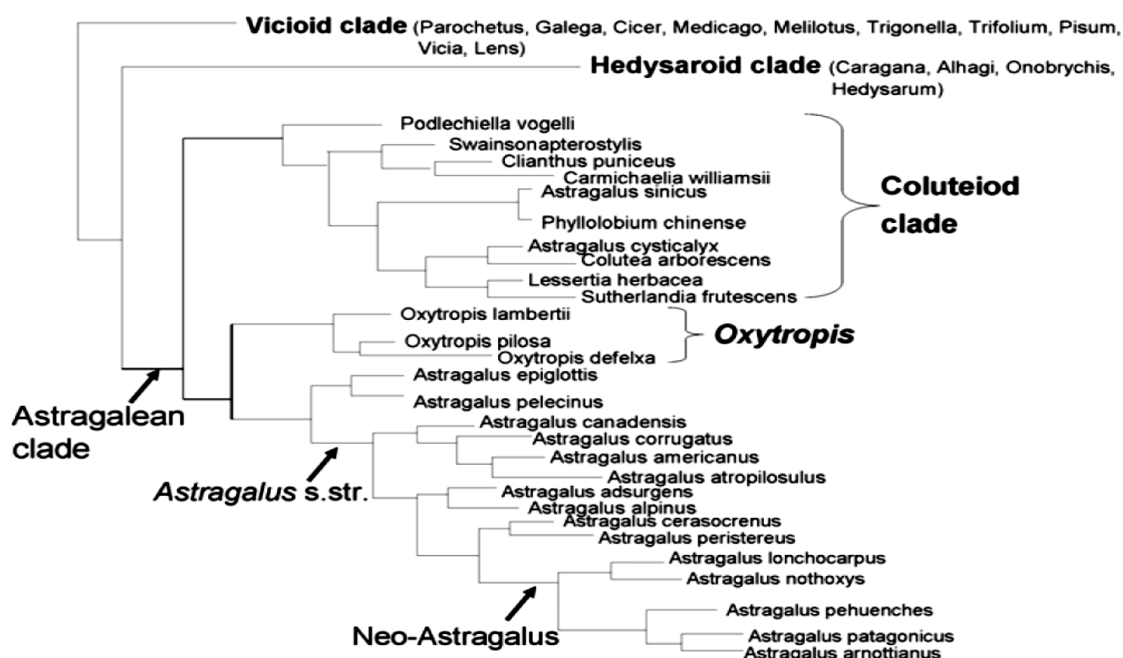 Vicioid clade (Parochetus, Galega, Cicer, Medicago, Melilotus, Trigonella, Trifolium, Pisum,
Vicia, Lens)
Hedysaroid clade (Caragana, Alhagi, Onobrychis,
Hedysarum)
Podlechiella vogelli
Swainsonapterostylis
Clianthus puniceus
Carmichaelia williamsii
Astragalus sinicus
Phyllolobium chinense
Astragalus cysticalyx
Colutea arborescens
Lessertia herbacea
Sutherlandia frutescens
Coluteiod
clade
Oxytropis lambertii
Oxytropis pilosa
Oxytropis defelxa
Oxytropis
Astragalus epiglottis
Astragalus pelecinus
Astragalean
clade
Astragalus canadensis
Astragalus corrugatus
Astragalus americanus
Astragalus atropilosulus
Astragalus s.str.
Astragalus adsurgens
Astragalus alpinus
Astragalus cerasocrenus
Astragalus peristereus
Astragalus lonchocarpus
Astragalus nothoxys
Neo-Astragalus
Astragalus pehuenches
Astragalus patagonicus
Astragalus arnottianus